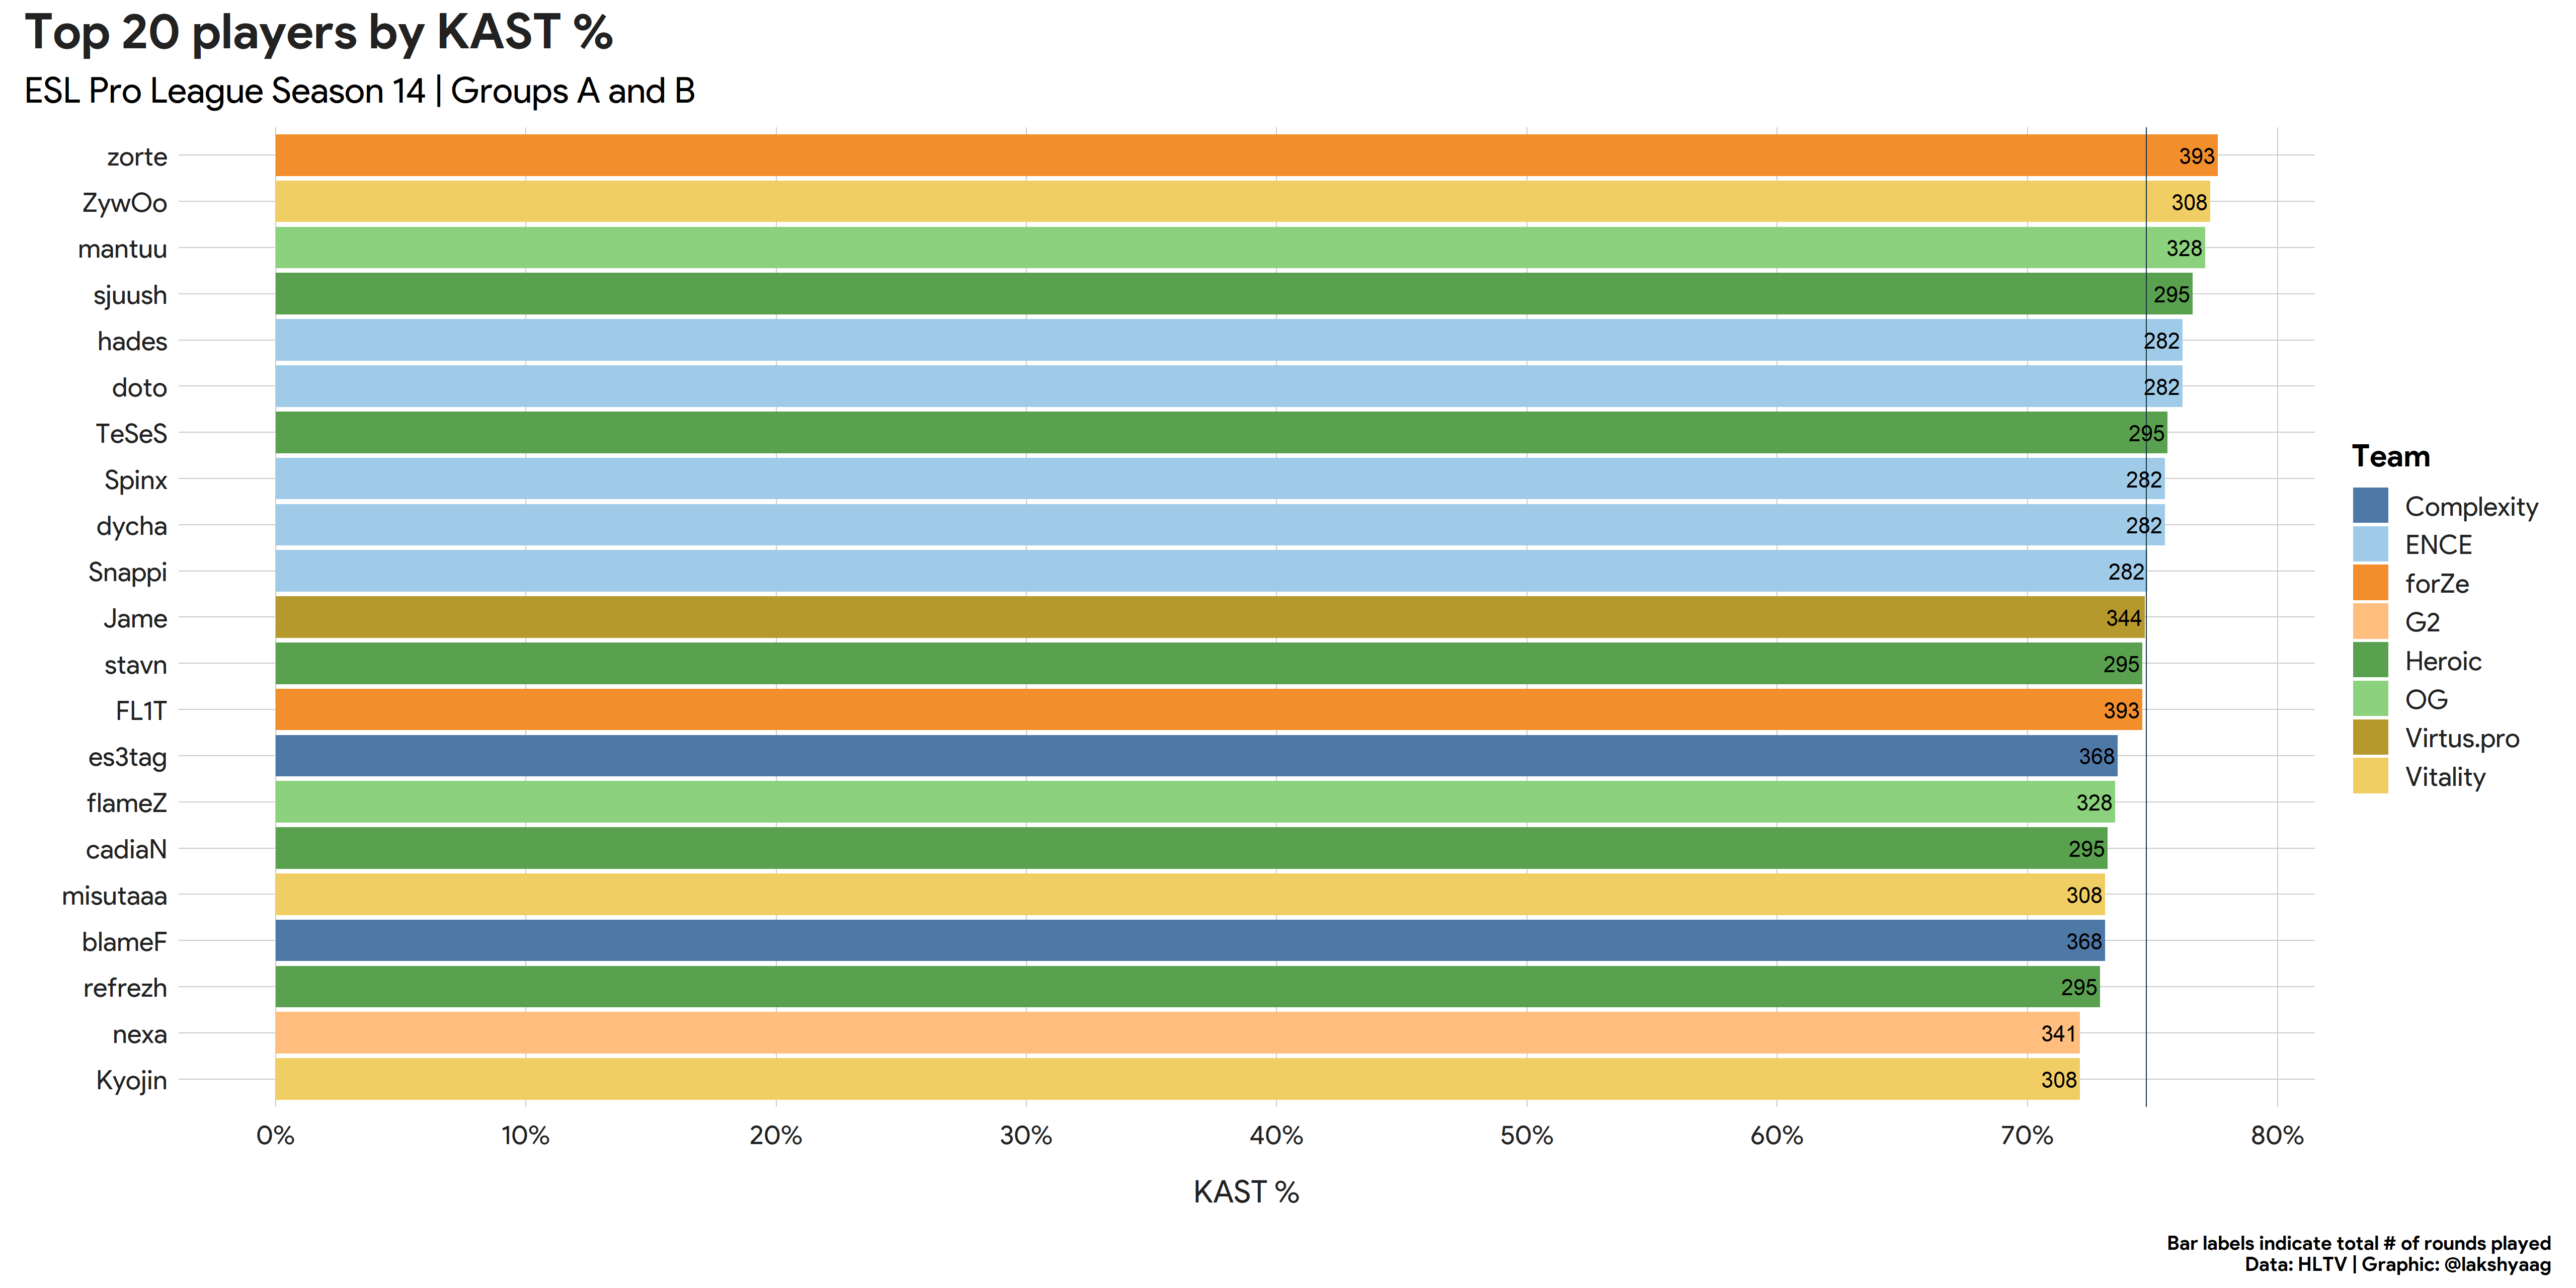 Top 20 players by KAST %
ESL Pro League Season 14 | Groups A and B
zorte 393
ZywOo 308
mantuu 328
sjuush 295
hades 282
doto 282
TeSeS 295
Spinx 282
dycha 282
Snappi 282
Jame 344
stavn 295
FL1T 393
es3tag 368
flameZ 328
cadiaN 295
misutaaa 308
blameF 368
refrezh 295
nexa 341
Kyojin 308
0% 10% 20% 30% 40% 50% 60% 70% 80%
KAST %
Team
Complexity
ENCE
forZe
G2
Heroic
OG
Virtus.pro
Vitality
Bar labels indicate total # of rounds played
Data: HLTV | Graphic: @lakshyaag